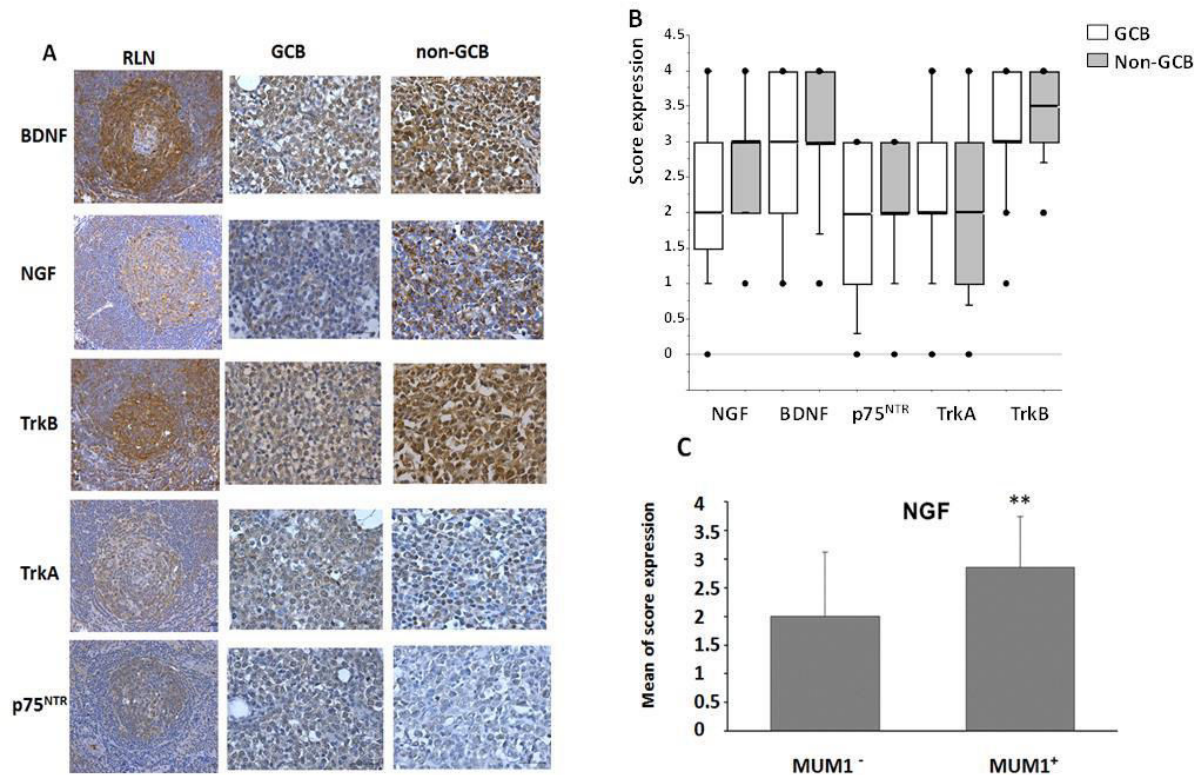 A
RLN
GCB
non-GCB
BDNF
NGF
TrkB
TrkA
p75NTR
B
GCB
Non-GCB
Score expression
4.5
4
3.5
3
2.5
2
1.5
1
0.5
0
NGF
BDNF
p75NTR
TrkA
TrkB
C
NGF
**
Mean of score expression
4
3.5
3
2.5
2
1.5
1
0.5
0
MUM1 -
MUM1+